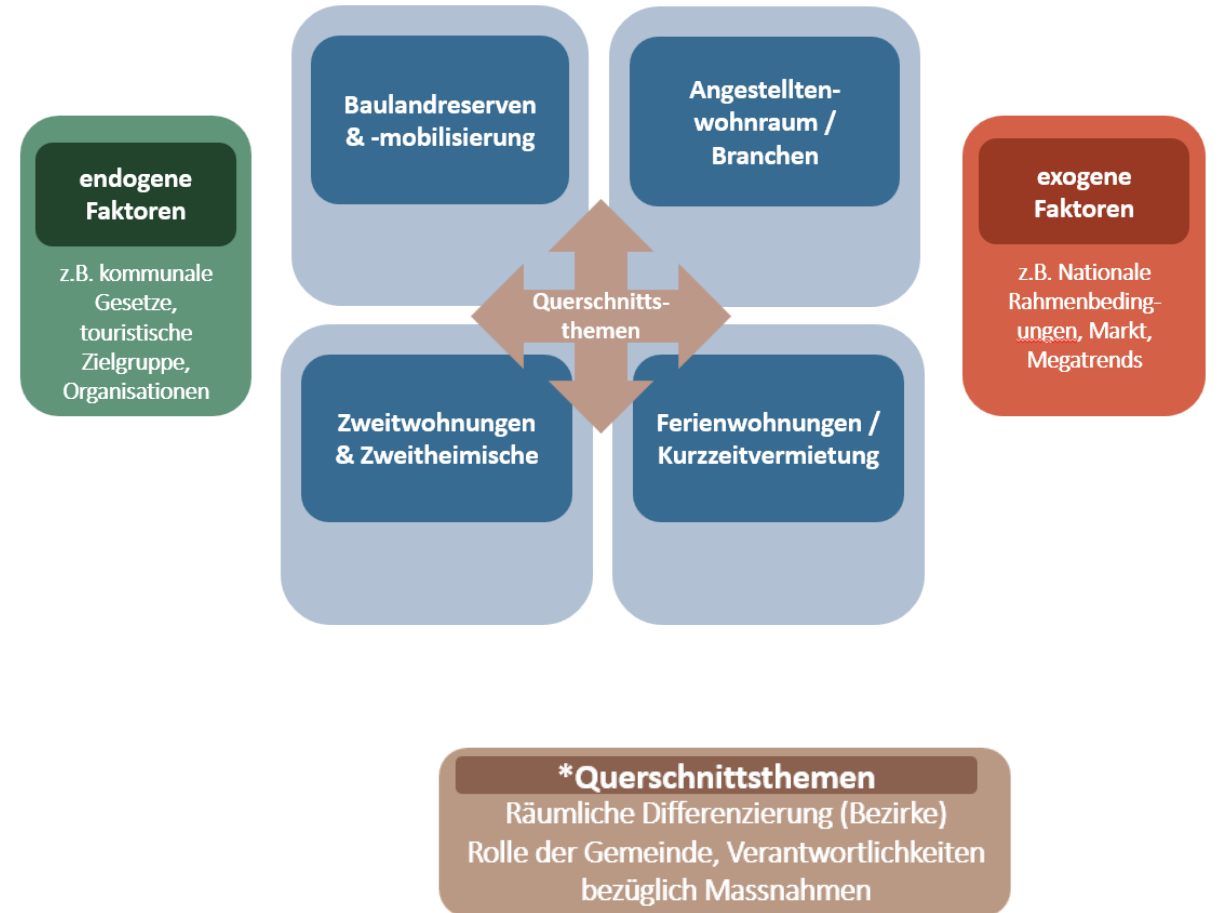 Baulandreserven
& -mobilisierung
Angestellten-
wohnraum /
Branchen
endogene
Faktoren
z.B. kommunale
Gesetze,
touristische
Zielgruppe,
Organisationen
exogene
Faktoren
z.B. Nationale
Rahmenbeding-
ungen, Markt,
Megatrends
Querschnitts-
themen
Zweitwohnungen
& Zweitheimische
Ferienwohnungen /
Kurzzeitvermietung
*Querschnittsthemen
Räumliche Differenzierung (Bezirke)
Rolle der Gemeinde, Verantwortlichkeiten
bezüglich Massnahmen